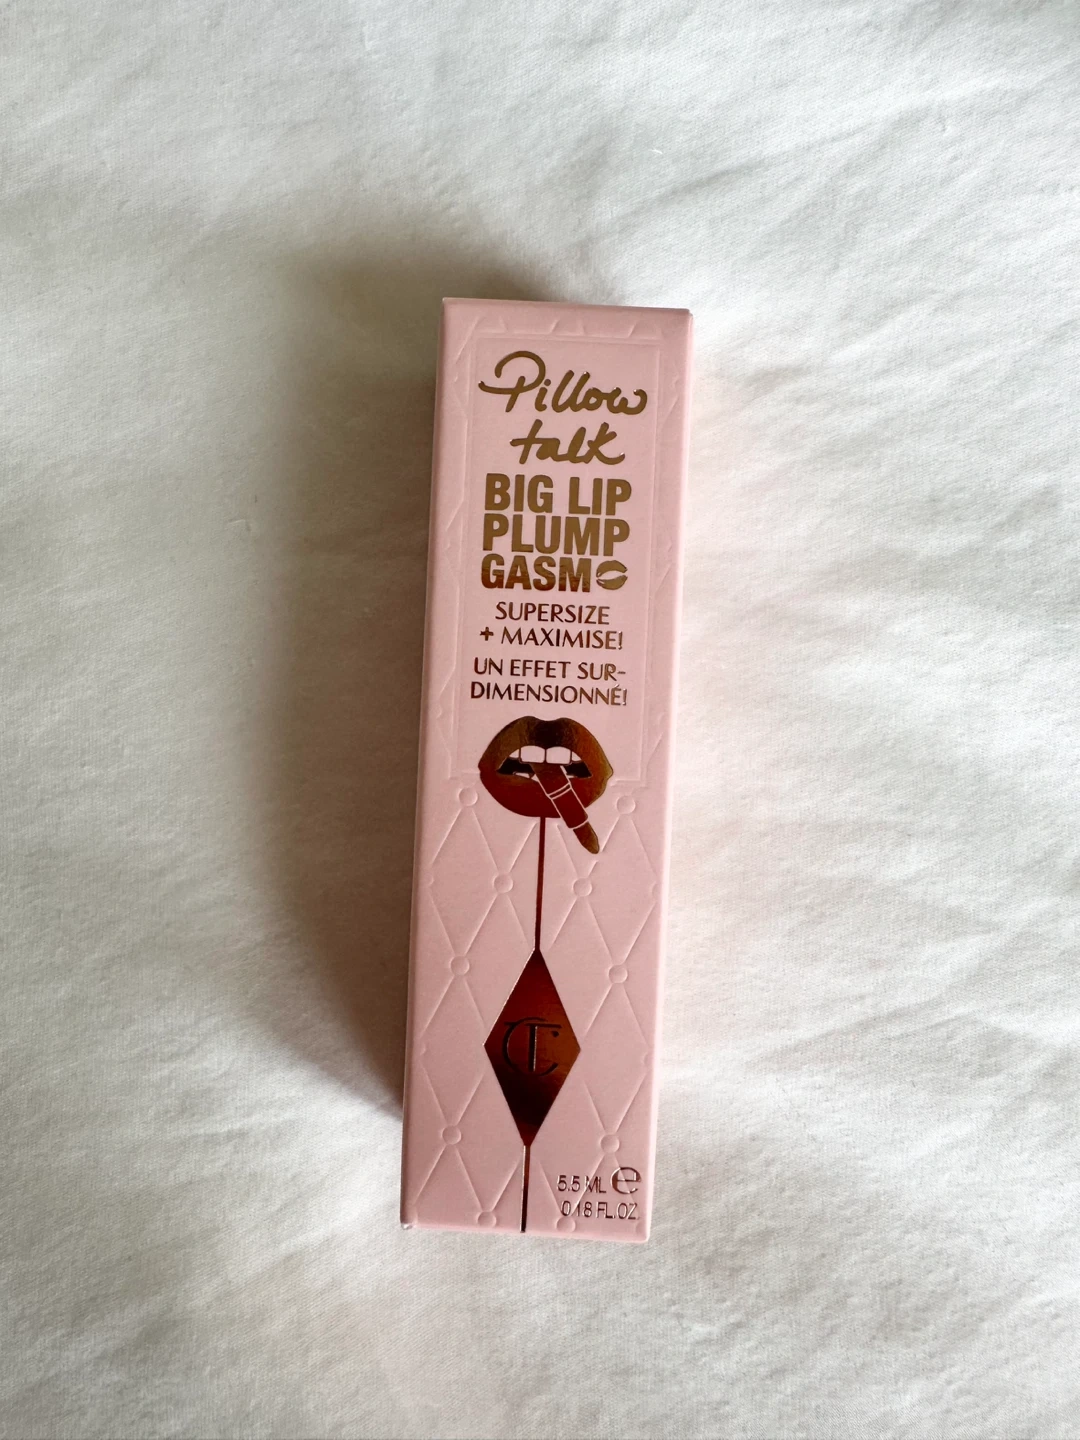 Pillow
talk
BIG LIP
PLUMP
GASM
SUPERSIZE
+ MAXIMISE!
UN EFFET SUR-
DIMENSIONNÉ!
CT
5.5 ML ℮
0.18 FL.OZ.